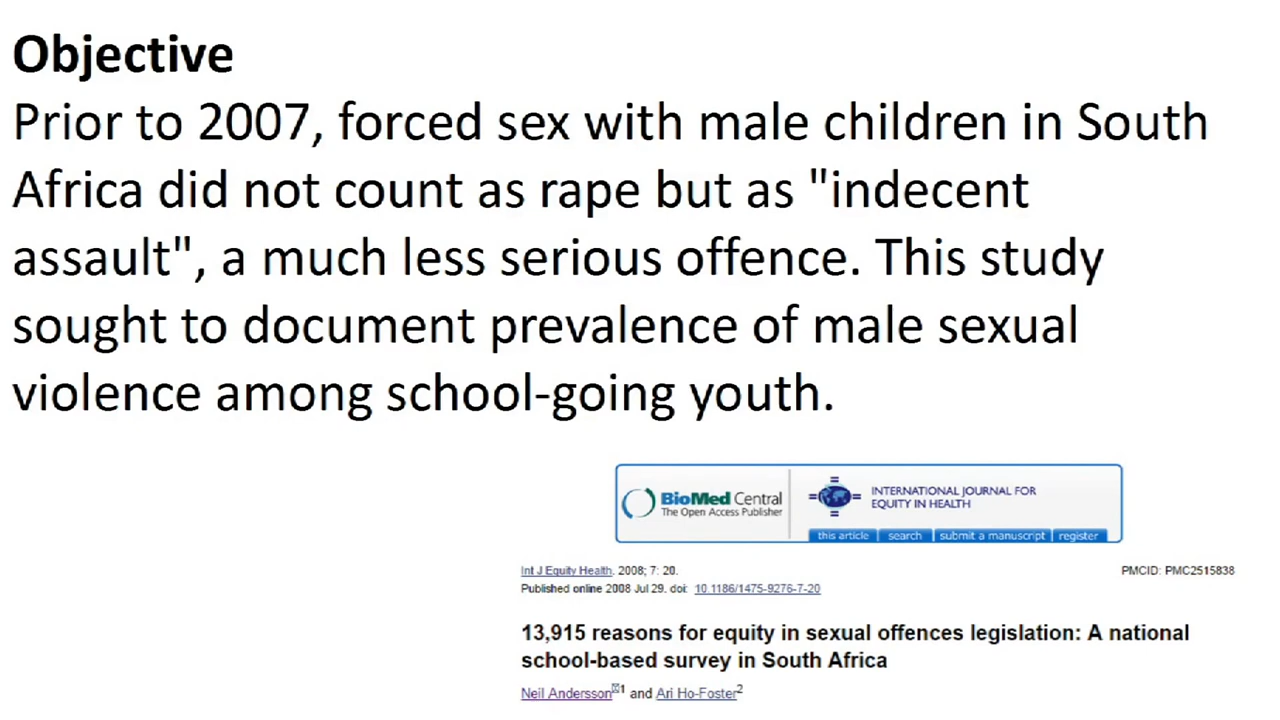 Objective
Prior to 2007, forced sex with male children in South
Africa did not count as rape but as "indecent
assault", a much less serious offence. This study
sought to document prevalence of male sexual
violence among school-going youth.
BioMed Central
The Open Access Publisher
INTERNATIONAL JOURNAL FOR
EQUITY IN HEALTH
this article search submit a manuscript register
Int J Equity Health. 2008; 7: 20. PMCID: PMC2515838
Published online 2008 Jul 29. doi: 10.1186/1475-9276-7-20
13,915 reasons for equity in sexual offences legislation: A national
school-based survey in South Africa
Neil Andersson1 and Ari Ho-Foster2